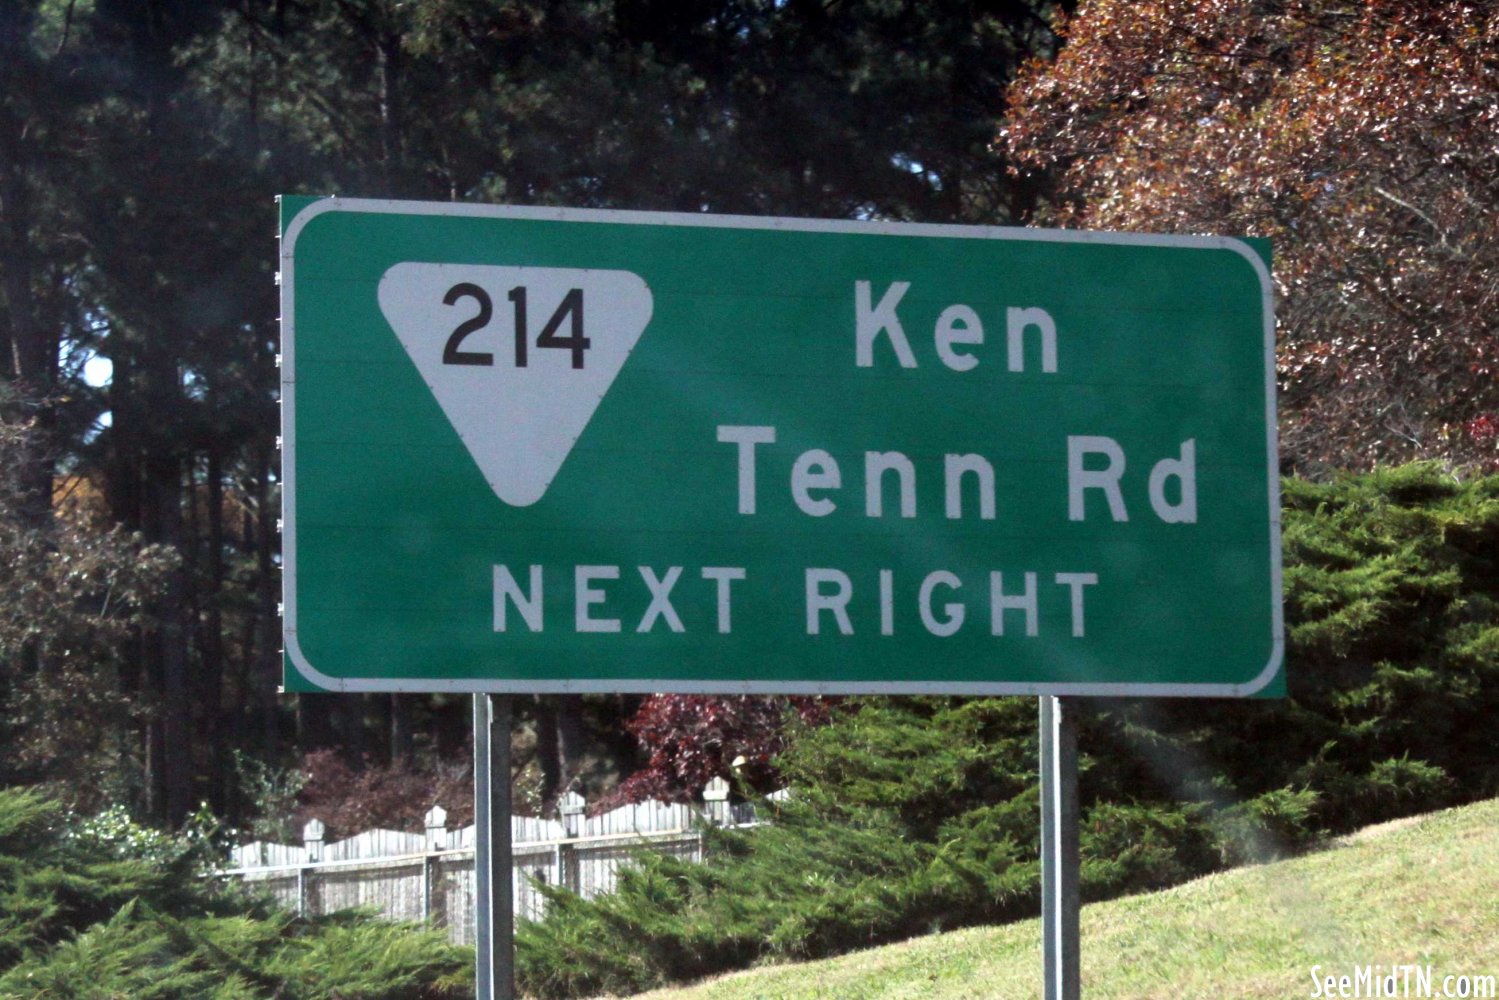 214
Ken
Tenn Rd
NEXT RIGHT
SeeMidTN.com